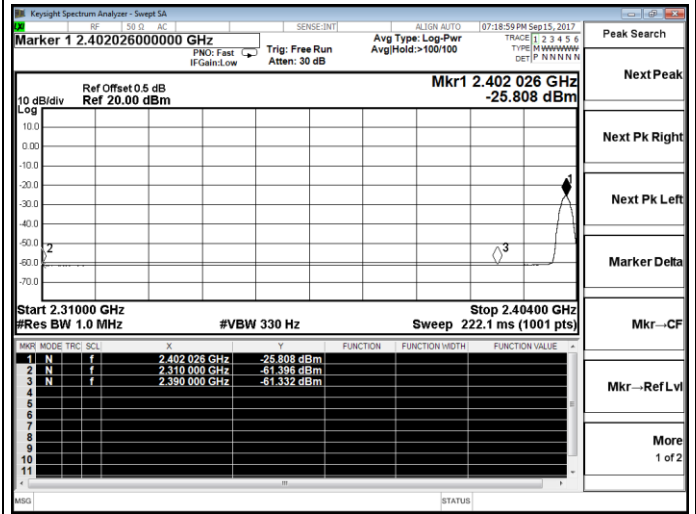 Keysight Spectrum Analyzer - Swept SA
LXI RF 50 Ω AC SENSE:INT ALIGN AUTO 07:18:59 PM Sep 15, 2017
Marker 1 2.402026000000 GHz
PNO: Fast
IFGain:Low
Trig: Free Run
Atten: 30 dB
Avg Type: Log-Pwr
Avg|Hold:>100/100
TRACE 1 2 3 4 5 6
TYPE M WWWWW
DET P N N N N N
Peak Search
Mkr1 2.402 026 GHz
-25.808 dBm
Ref Offset 0.5 dB
10 dB/div Ref 20.00 dBm
Log
10.0
0.00
-10.0
-20.0
-30.0
-40.0
-50.0
-60.0
-70.0
1
2
3
Start 2.31000 GHz Stop 2.40400 GHz
#Res BW 1.0 MHz #VBW 330 Hz Sweep 222.1 ms (1001 pts)
MKR MODE TRC SCL X Y FUNCTION FUNCTION WIDTH FUNCTION VALUE
1 N f 2.402 026 GHz -25.808 dBm
2 N f 2.310 000 GHz -61.396 dBm
3 N f 2.390 000 GHz -61.332 dBm
4
5
6
7
8
9
10
11
MSG STATUS
Next Peak
Next Pk Right
Next Pk Left
Marker Delta
Mkr→CF
Mkr→Ref Lvl
More
1 of 2